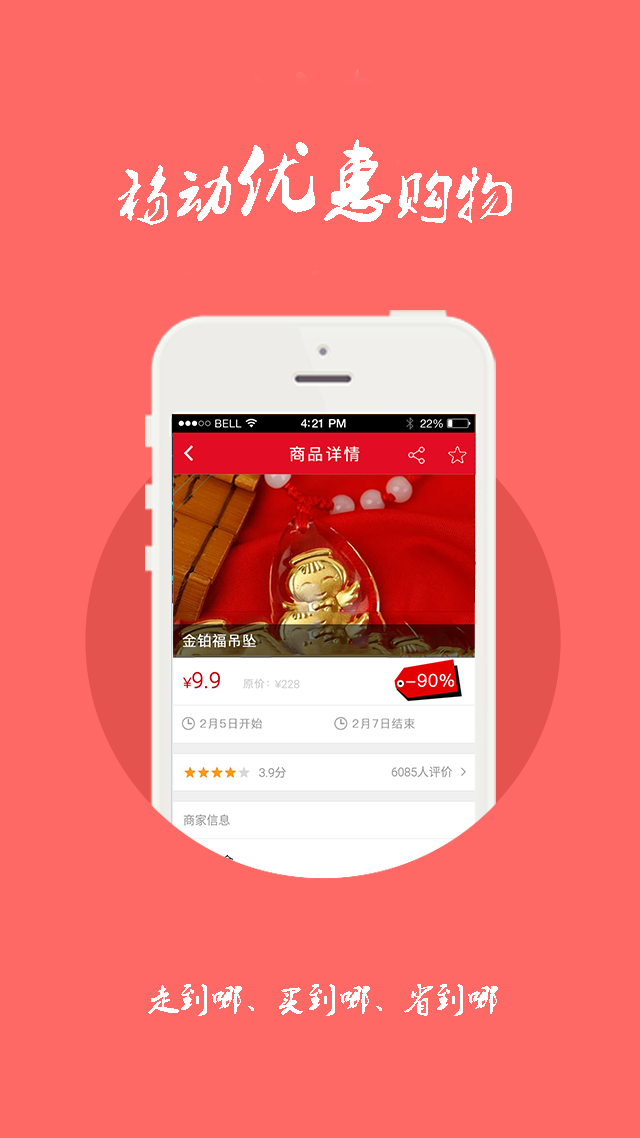 移动优惠购物
BELL 4:21 PM 22%
商品详情
金铂福吊坠
¥9.9 原价：¥228 -90%
2月5日开始 2月7日结束
3.9分 6085人评价
商家信息
走到哪、买到哪、省到哪